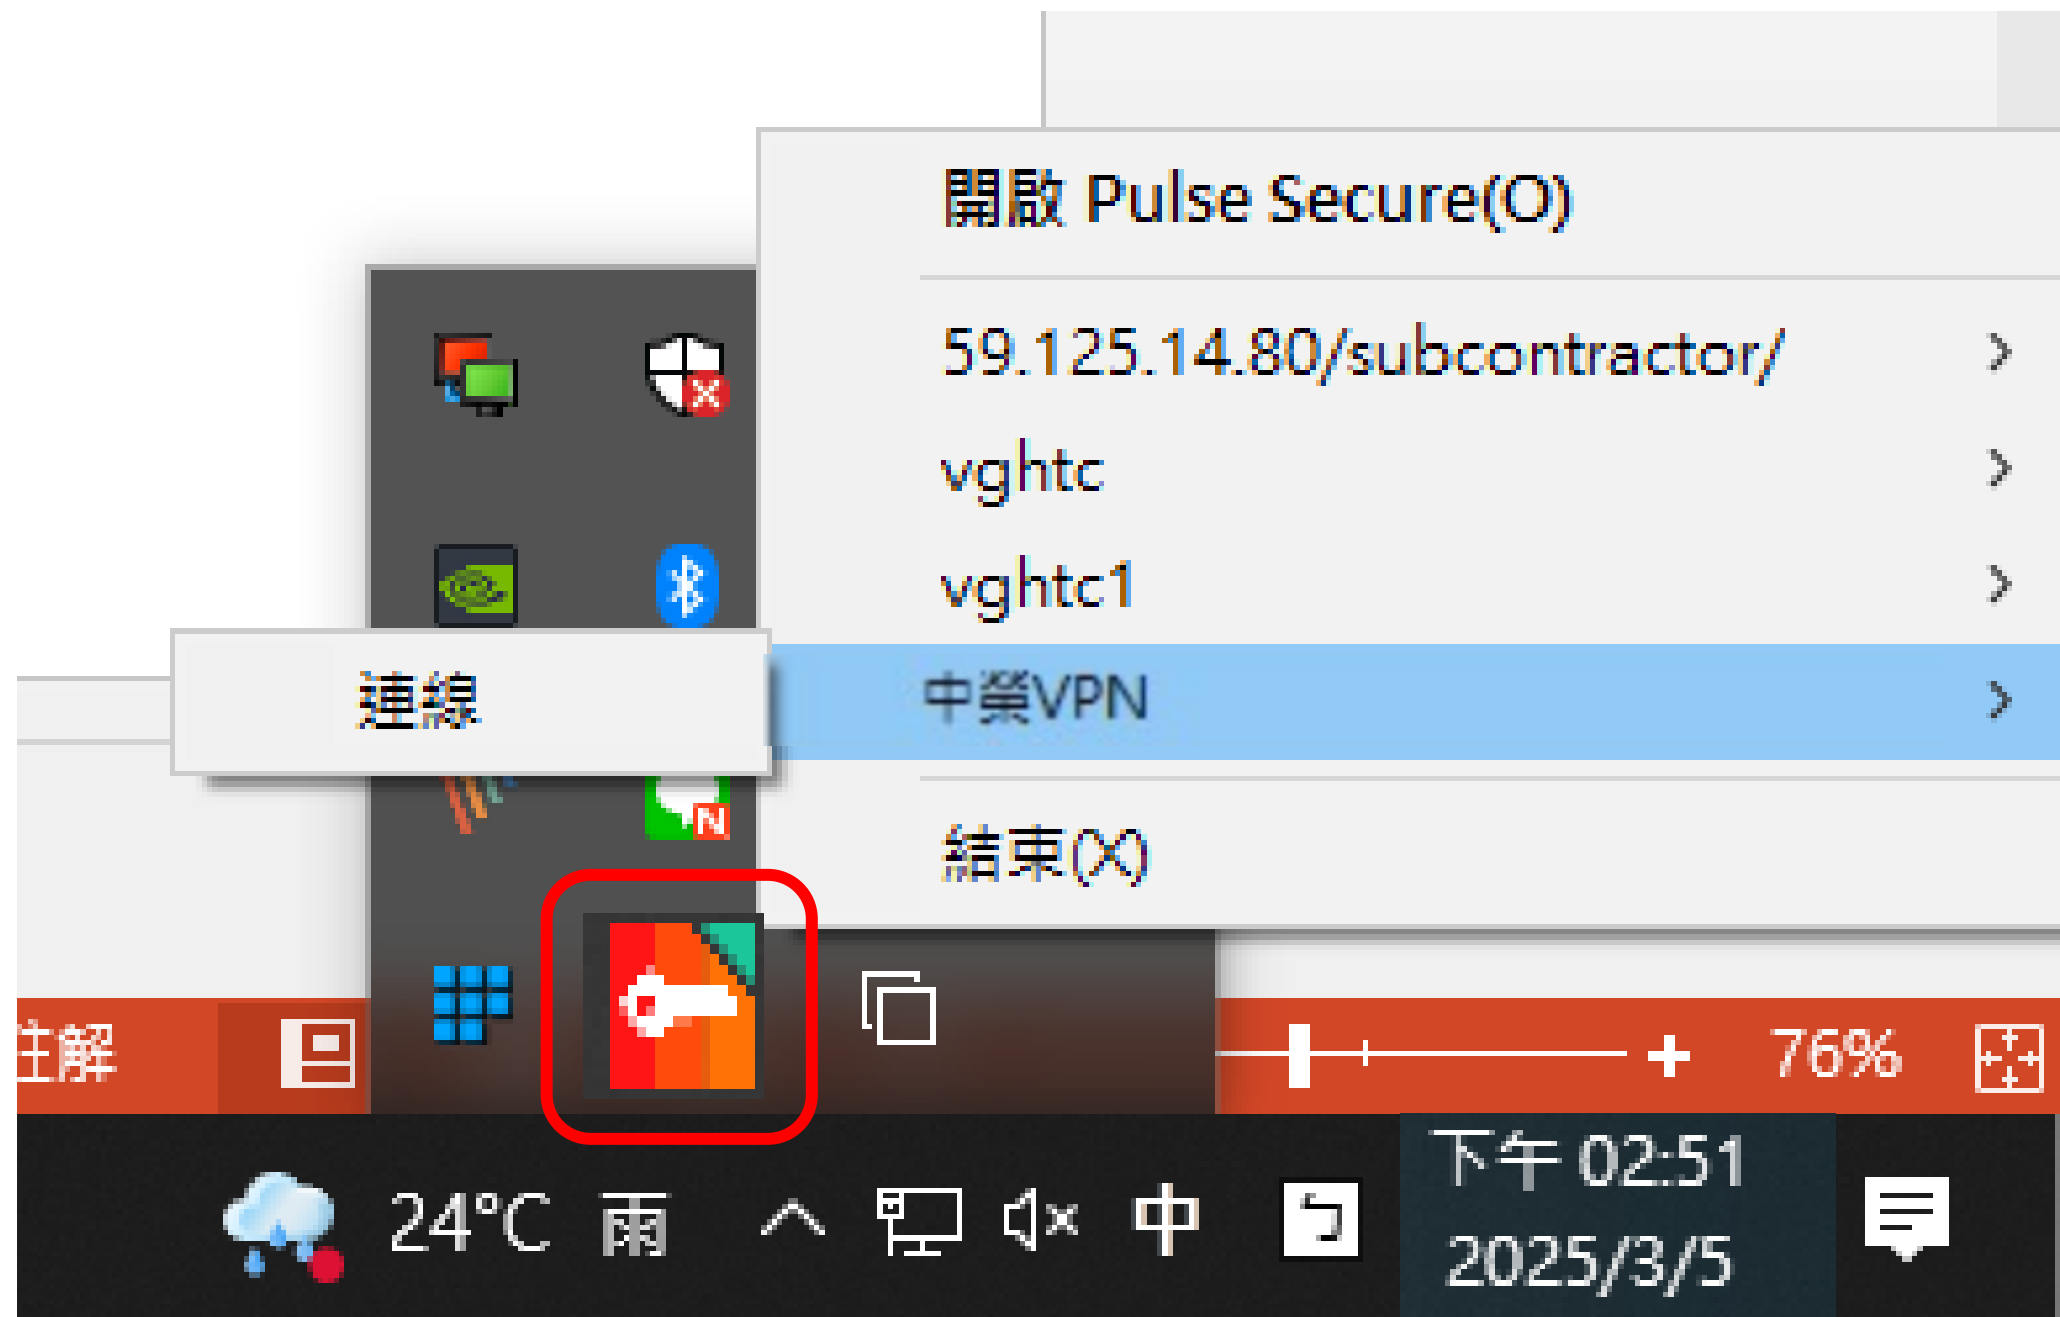 開啟 Pulse Secure(O)
59.125.14.80/subcontractor/
vghtc
vghtc1
連線
中榮VPN
結束(X)
註解
76%
24°C 雨
中
ㄅ
下午 02:51
2025/3/5